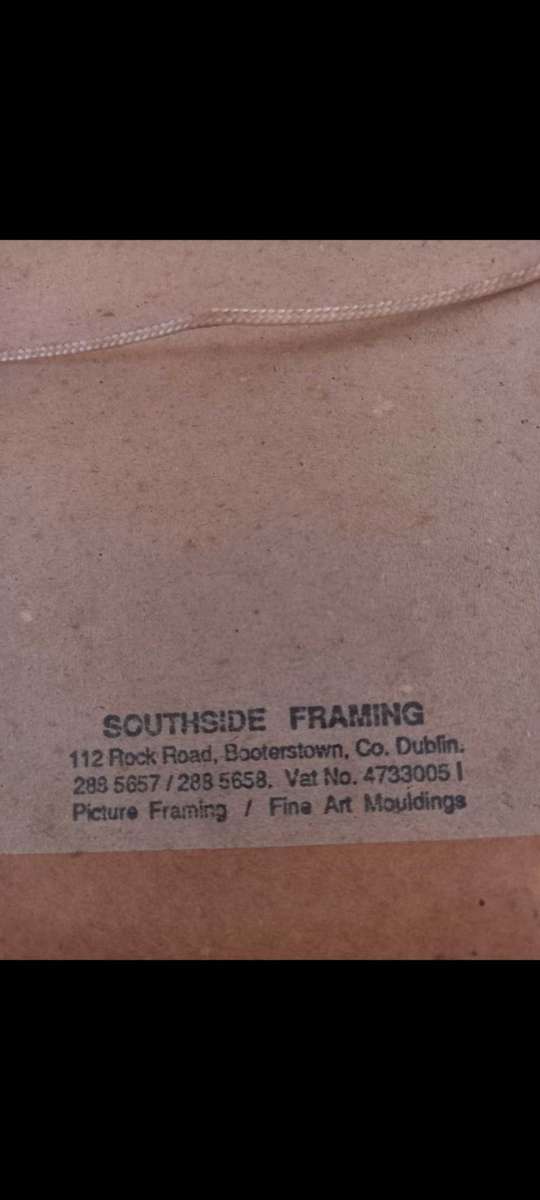 SOUTHSIDE FRAMING
112 Rock Road, Booterstown, Co. Dublin.
288 5657 / 288 5658. Vat No. 4733005 I
Picture Framing / Fine Art Mouldings